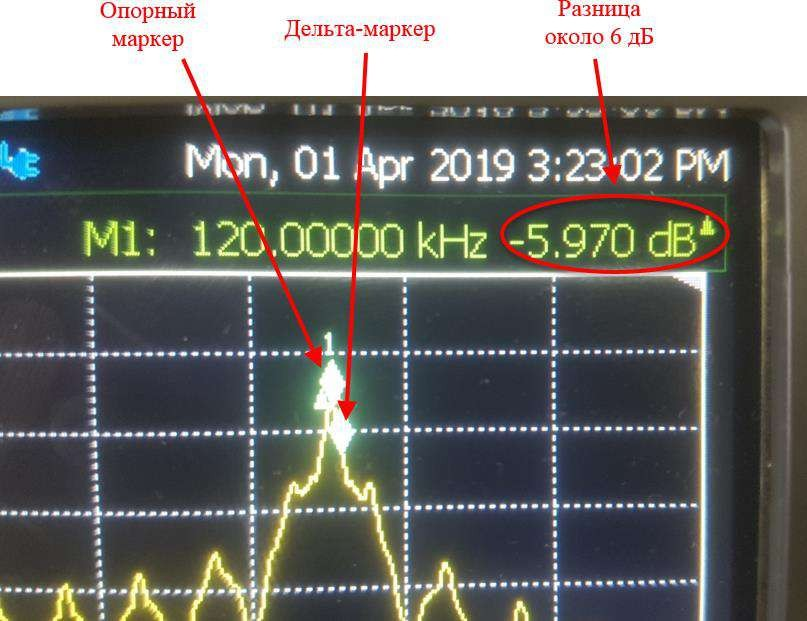 Опорный
маркер
Дельта-маркер
Разница
около 6 дБ
Mon, 01 Apr 2019 3:23:02 PM
M1: 120.00000 kHz -5.970 dB
1